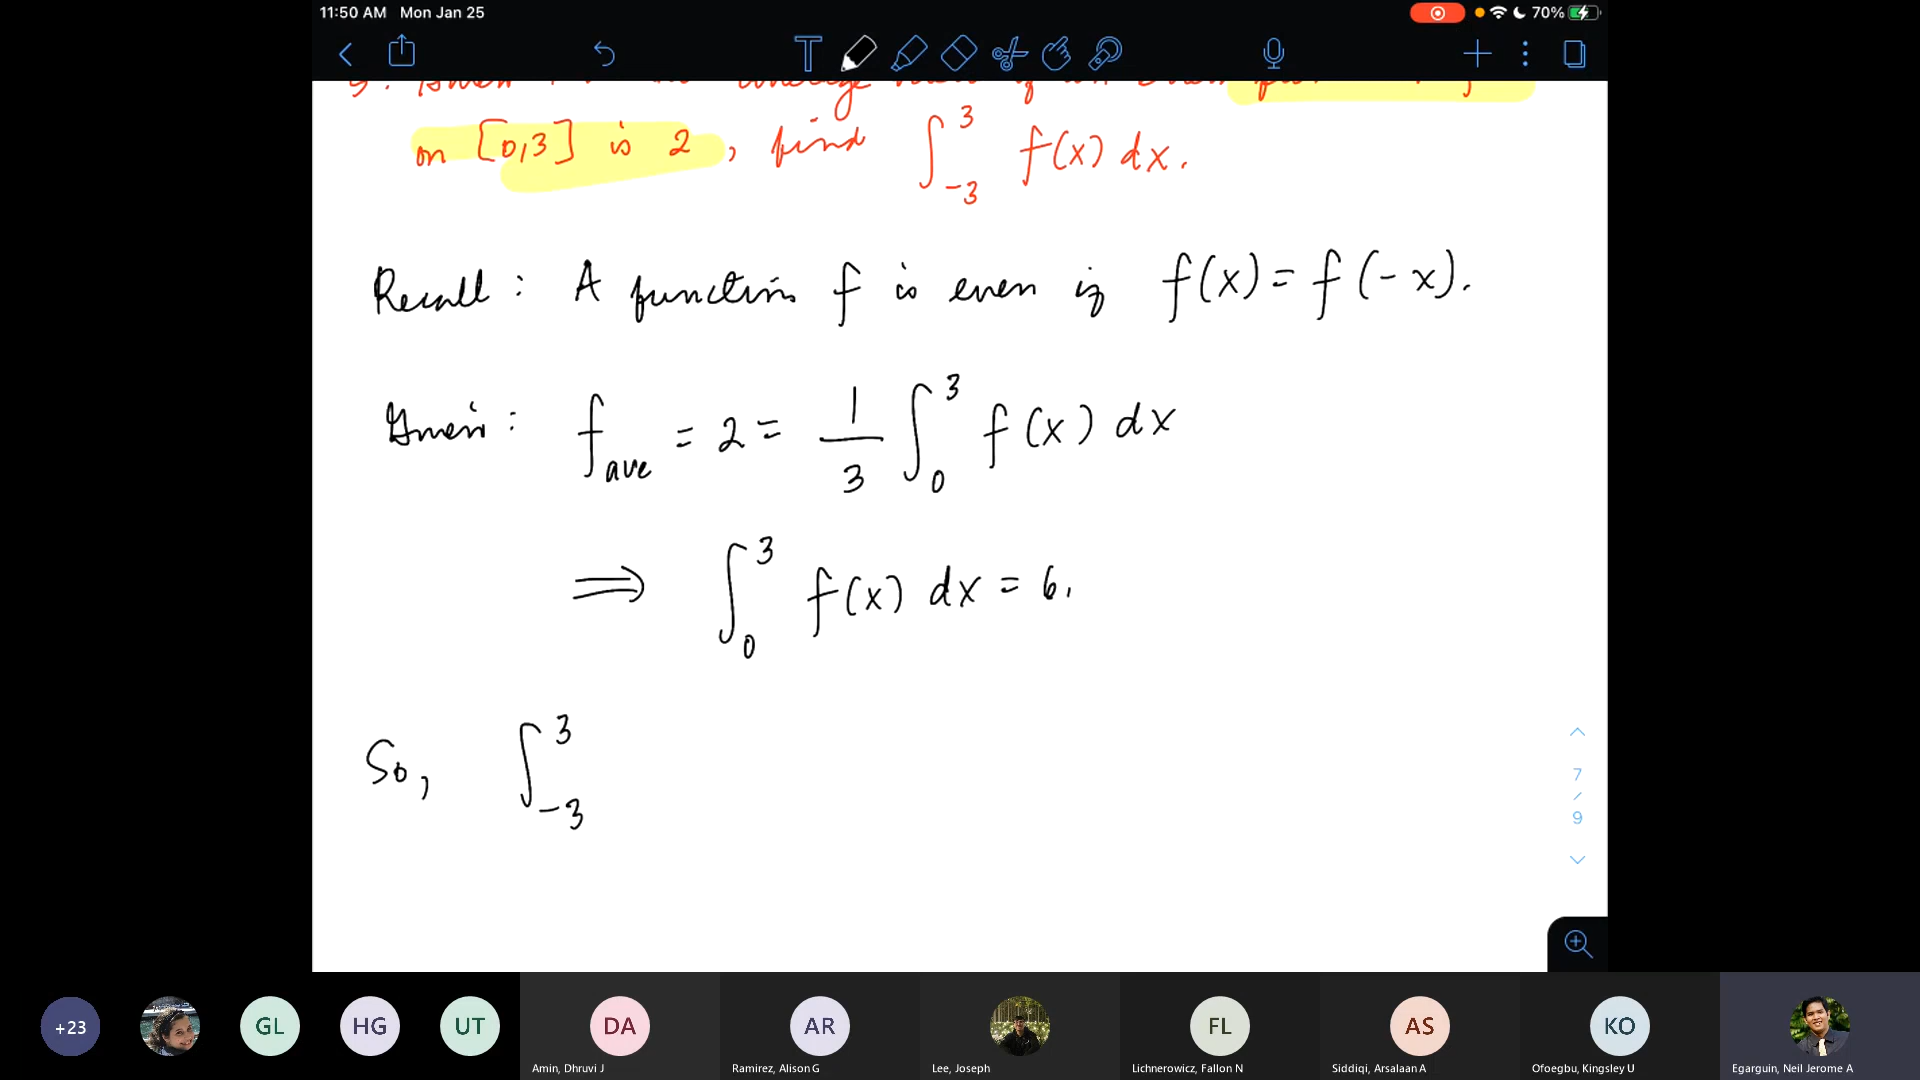 11:50 AM Mon Jan 25
70%
T
on [0,3] is 2, find ∫_{-3}^{3} f(x) dx.
Recall: A function f is even if f(x) = f(-x).
Given: f_ave = 2 = 1/3 ∫_0^3 f(x) dx
⟹ ∫_0^3 f(x) dx = 6.
So, ∫_{-3}^{3}
7
/
9
+23
GL
HG
UT
DA
AR
FL
AS
KO
Amin, Dhruvi J
Ramirez, Alison G
Lee, Joseph
Lichnerowicz, Fallon N
Siddiqi, Arsalaan A
Ofoegbu, Kingsley U
Egarguin, Neil Jerome A